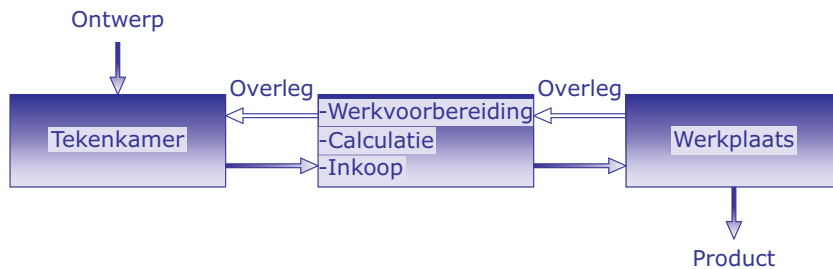 Ontwerp
Overleg
Overleg
Tekenkamer
-Werkvoorbereiding
-Calculatie
-Inkoop
Werkplaats
Product